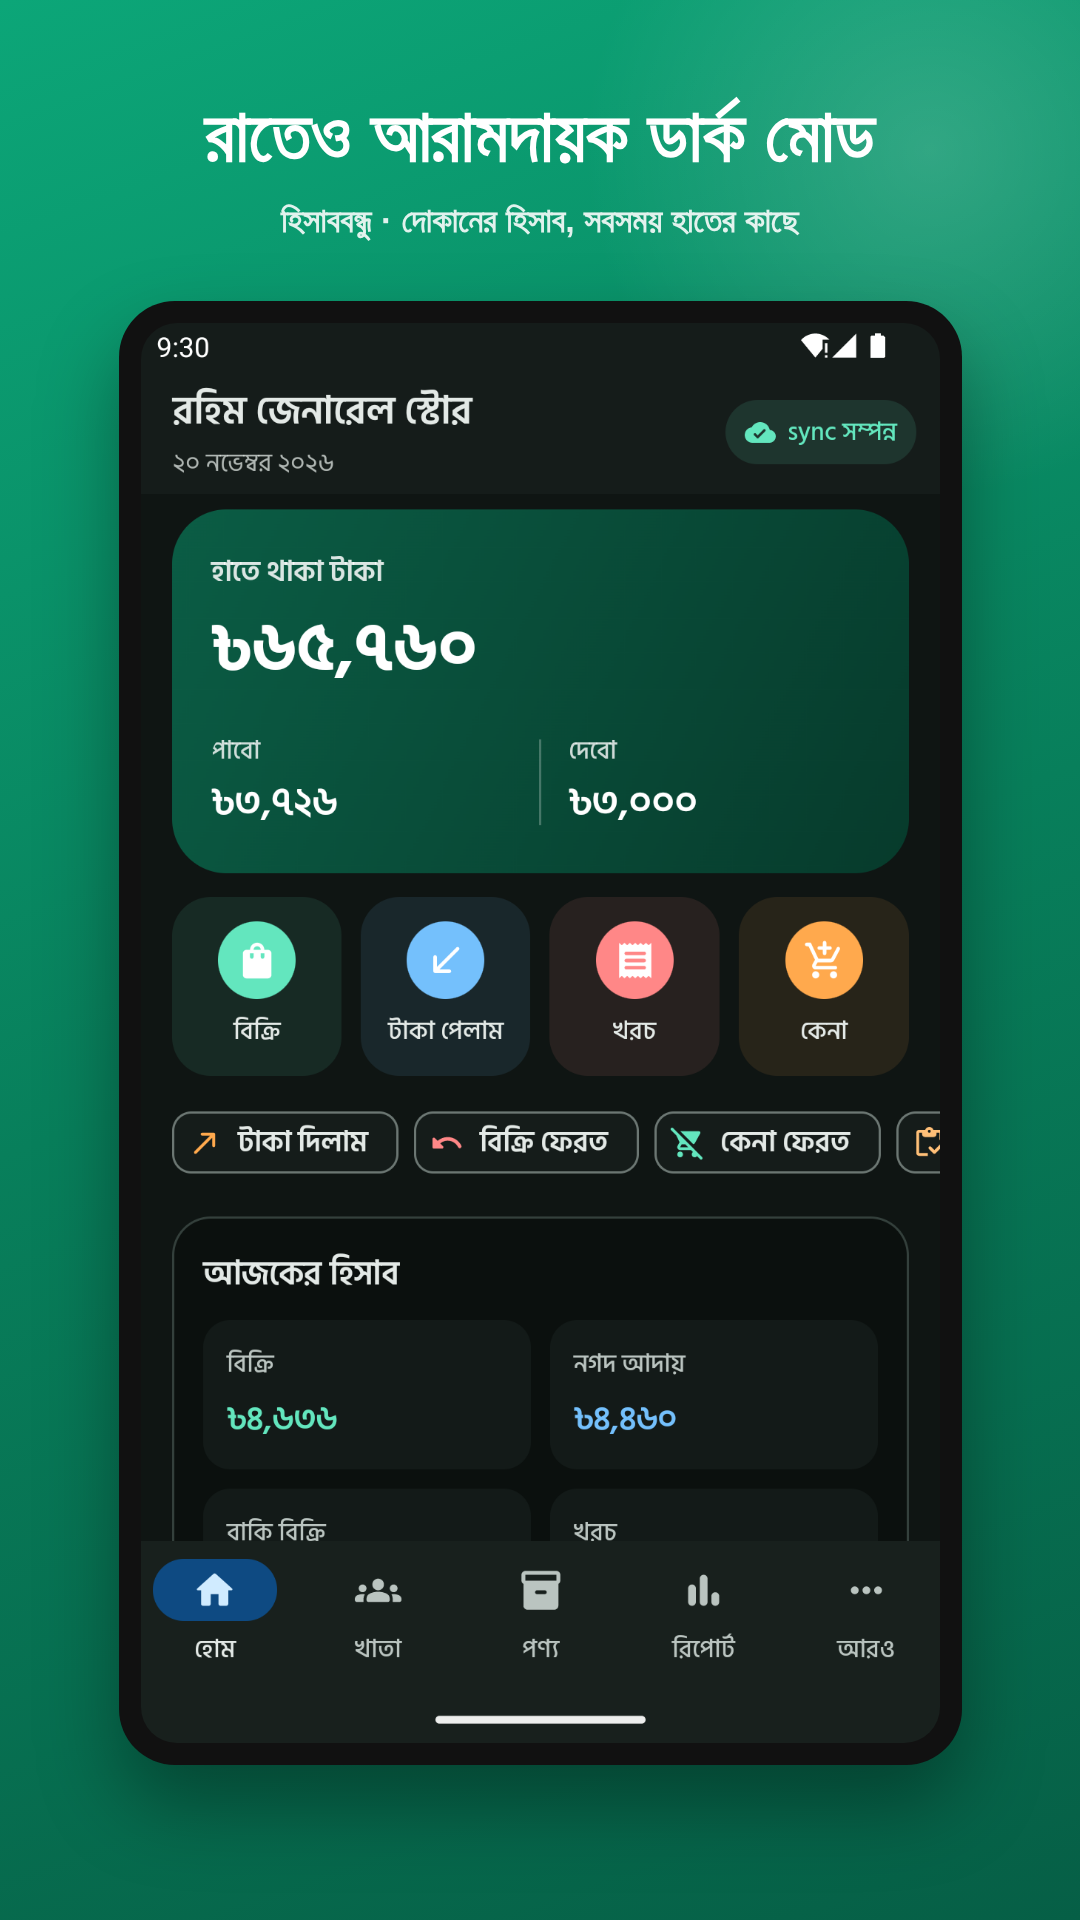 রাতেও আরামদায়ক ডার্ক মোড
হিসাববন্ধু · দোকানের হিসাব, সবসময় হাতের কাছে
9:30
রহিম জেনারেল স্টোর
sync সম্পন্ন
২০ নভেম্বর ২০২৬
হাতে থাকা টাকা
৳৬৫,৭৬০
পাবো
দেবো
৳৩,৭২৬
৳৩,০০০
বিক্রি
টাকা পেলাম
খরচ
কেনা
টাকা দিলাম
বিক্রি ফেরত
কেনা ফেরত
আজকের হিসাব
বিক্রি
নগদ আদায়
৳৪,৬৩৬
৳৪,৪৬০
বাকি বিক্রি
খরচ
হোম
খাতা
পণ্য
রিপোর্ট
আরও